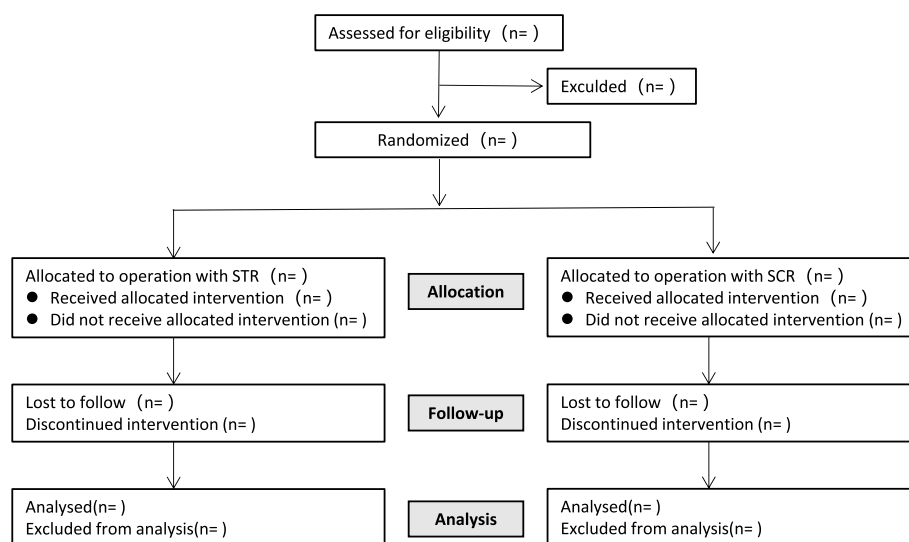 Assessed for eligibility (n= )
Exculded (n= )
Randomized (n= )
Allocated to operation with STR (n= )
● Received allocated intervention (n= )
● Did not receive allocated intervention (n= )
Allocation
Allocated to operation with SCR (n= )
● Received allocated intervention (n= )
● Did not receive allocated intervention (n= )
Lost to follow (n= )
Discontinued intervention (n= )
Follow-up
Lost to follow (n= )
Discontinued intervention (n= )
Analysed(n= )
Excluded from analysis(n= )
Analysis
Analysed(n= )
Excluded from analysis(n= )